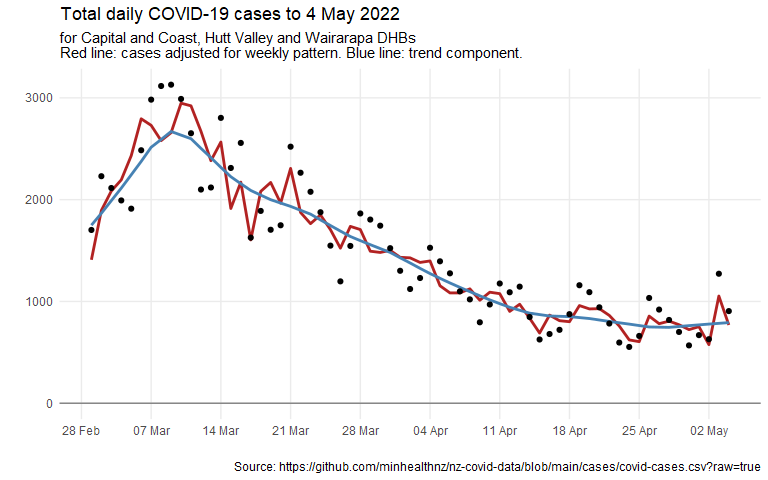 Total daily COVID-19 cases to 4 May 2022
for Capital and Coast, Hutt Valley and Wairarapa DHBs
Red line: cases adjusted for weekly pattern. Blue line: trend component.
3000
2000
1000
0
28 Feb 07 Mar 14 Mar 21 Mar 28 Mar 04 Apr 11 Apr 18 Apr 25 Apr 02 May
Source: https://github.com/minhealthnz/nz-covid-data/blob/main/cases/covid-cases.csv?raw=true